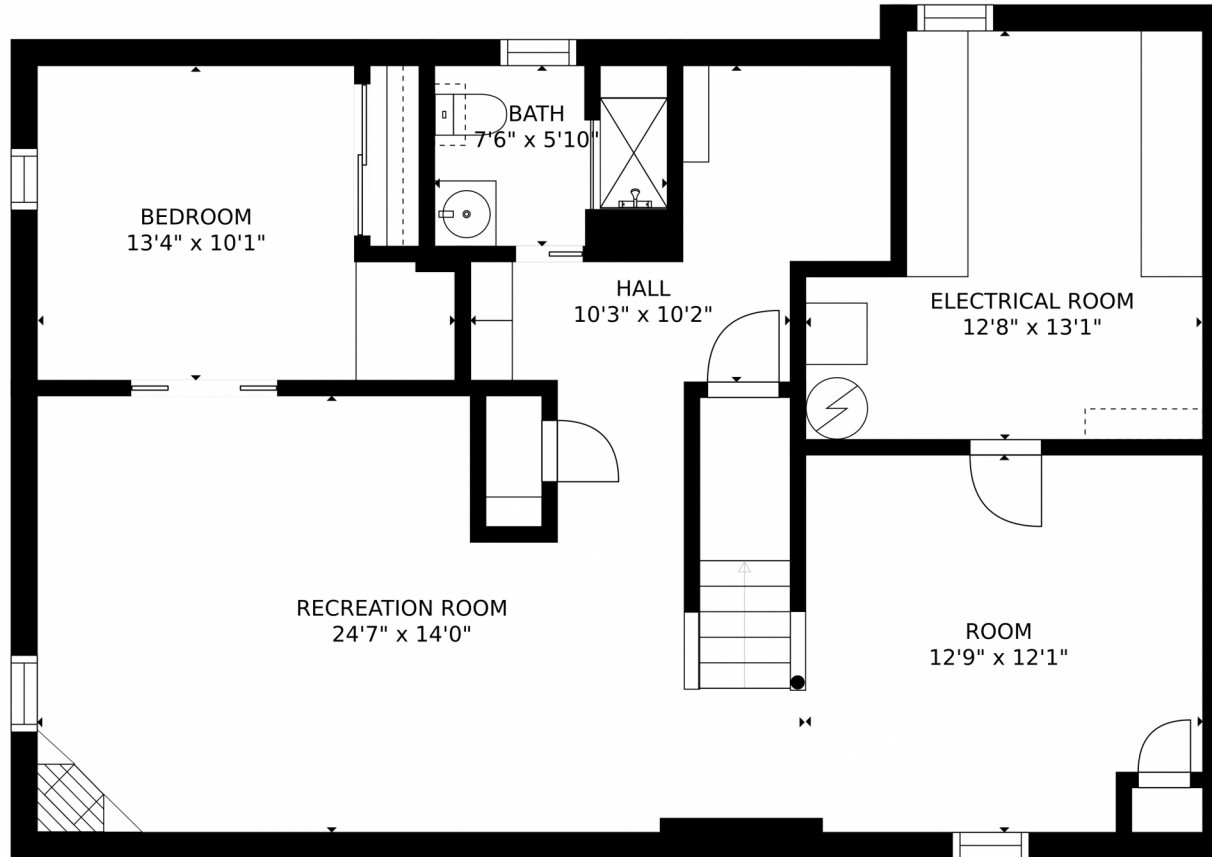 BATH
7'6" x 5'10"
BEDROOM
13'4" x 10'1"
HALL
10'3" x 10'2"
ELECTRICAL ROOM
12'8" x 13'1"
RECREATION ROOM
24'7" x 14'0"
ROOM
12'9" x 12'1"